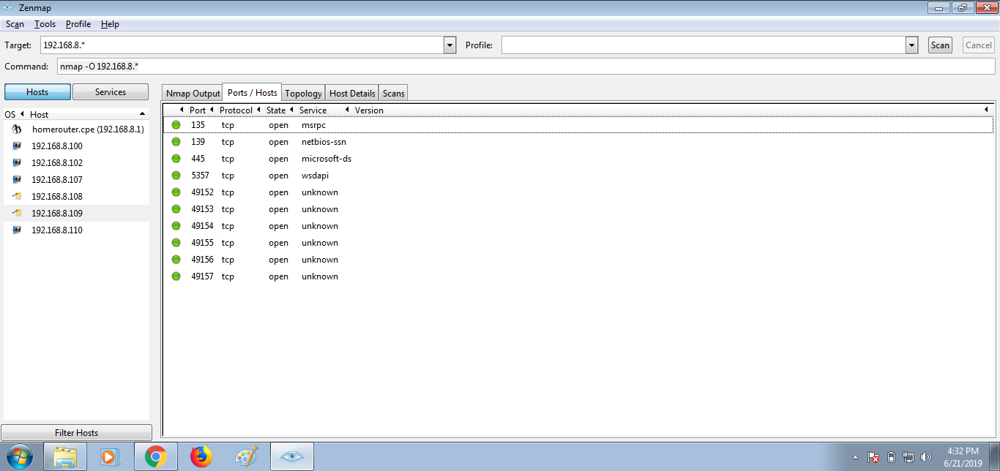 Zenmap
Scan Tools Profile Help
Target: 192.168.8.* Profile: Scan Cancel
Command: nmap -O 192.168.8.*
Hosts Services
Nmap Output Ports / Hosts Topology Host Details Scans
OS Host
homerouter.cpe (192.168.8.1)
192.168.8.100
192.168.8.102
192.168.8.107
192.168.8.108
192.168.8.109
192.168.8.110
Filter Hosts
Port Protocol State Service Version
135 tcp open msrpc
139 tcp open netbios-ssn
445 tcp open microsoft-ds
5357 tcp open wsdapi
49152 tcp open unknown
49153 tcp open unknown
49154 tcp open unknown
49155 tcp open unknown
49156 tcp open unknown
49157 tcp open unknown
4:32 PM
6/21/2019